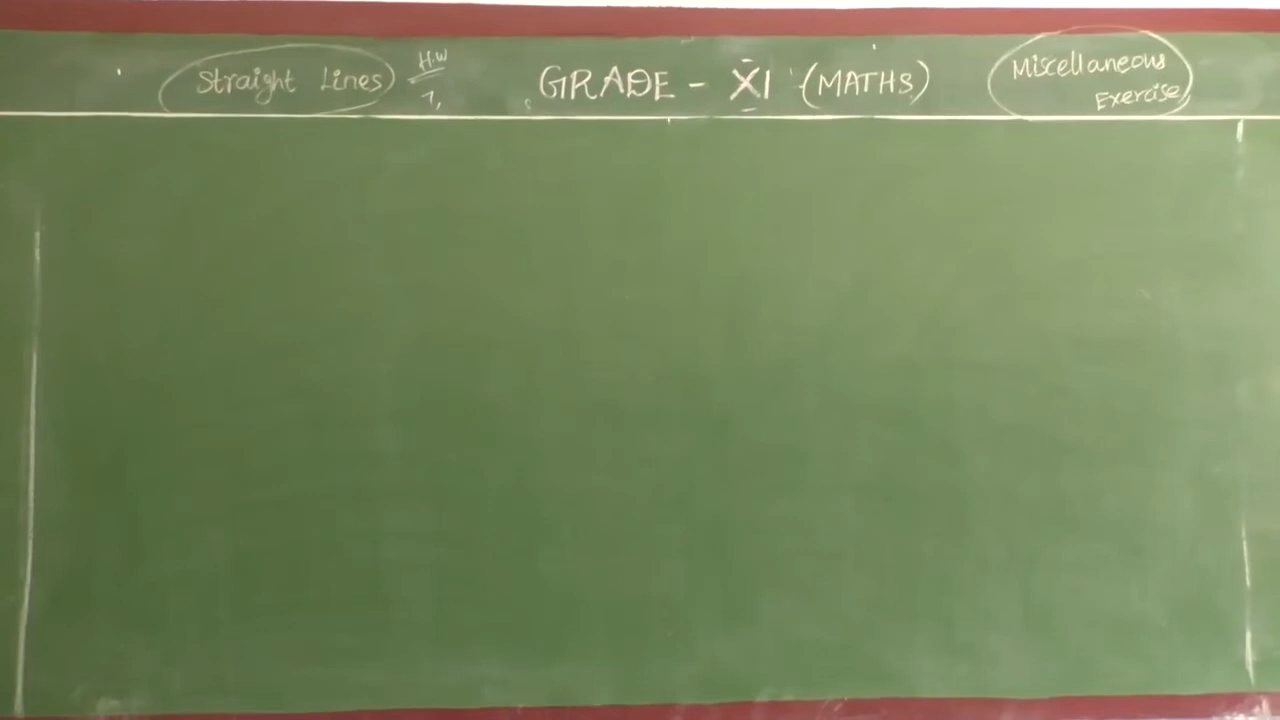 Straight Lines
H.W
1,
GRADE - XI (MATHS)
Miscellaneous
Exercise